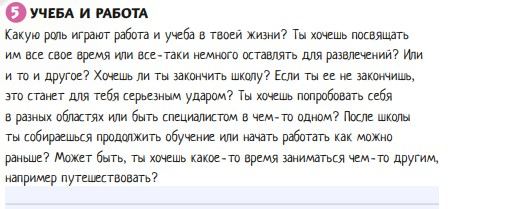 5 УЧЕБА И РАБОТА
Какую роль играют работа и учеба в твоей жизни? Ты хочешь посвящать
им все свое время или все-таки немного оставлять для развлечений? Или
и то и другое? Хочешь ли ты закончить школу? Если ты ее не закончишь,
это станет для тебя серьезным ударом? Ты хочешь попробовать себя
в разных областях или быть специалистом в чем-то одном? После школы
ты собираешься продолжить обучение или начать работать как можно
раньше? Может быть, ты хочешь какое-то время заниматься чем-то другим,
например путешествовать?